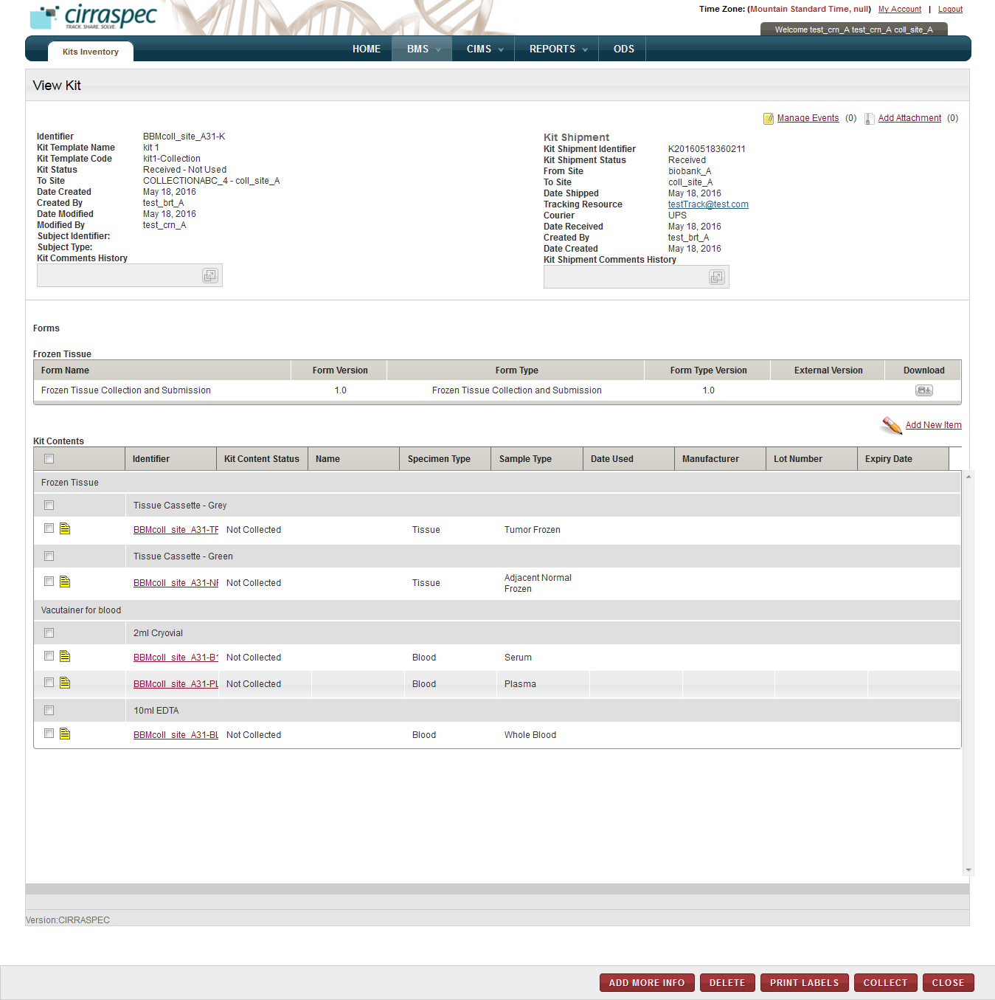 cirraspec
TRACK. SHARE. SOLVE.
Time Zone: (Mountain Standard Time, null) My Account | Logout
Welcome test_crn_A test_crn_A coll_site_A
Kits Inventory
HOME BMS CIMS REPORTS ODS
View Kit
Manage Events (0) Add Attachment (0)
Identifier BBMcoll_site_A31-K
Kit Template Name kit 1
Kit Template Code kit1-Collection
Kit Status Received - Not Used
To Site COLLECTIONABC_4 - coll_site_A
Date Created May 18, 2016
Created By test_brt_A
Date Modified May 18, 2016
Modified By test_crn_A
Subject Identifier:
Subject Type:
Kit Comments History
Kit Shipment
Kit Shipment Identifier K20160518360211
Kit Shipment Status Received
From Site biobank_A
To Site coll_site_A
Date Shipped May 18, 2016
Tracking Resource testTrack@test.com
Courier UPS
Date Received May 18, 2016
Created By test_brt_A
Date Created May 18, 2016
Kit Shipment Comments History
Forms
Frozen Tissue
Form Name Form Version Form Type Form Type Version External Version Download
Frozen Tissue Collection and Submission 1.0 Frozen Tissue Collection and Submission 1.0
Add New Item
Kit Contents
Identifier Kit Content Status Name Specimen Type Sample Type Date Used Manufacturer Lot Number Expiry Date
Frozen Tissue
Tissue Cassette - Grey
BBMcoll_site_A31-TF Not Collected Tissue Tumor Frozen
Tissue Cassette - Green
BBMcoll_site_A31-NF Not Collected Tissue Adjacent Normal
Frozen
Vacutainer for blood
2ml Cryovial
BBMcoll_site_A31-B1 Not Collected Blood Serum
BBMcoll_site_A31-PL Not Collected Blood Plasma
10ml EDTA
BBMcoll_site_A31-BL Not Collected Blood Whole Blood
Version:CIRRASPEC
ADD MORE INFO DELETE PRINT LABELS COLLECT CLOSE